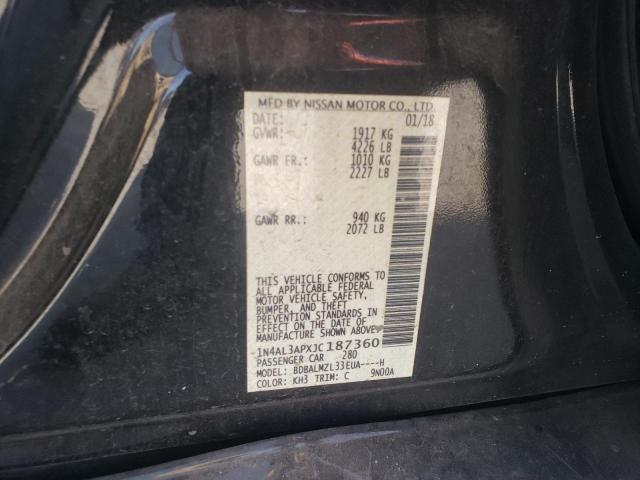 MFD BY NISSAN MOTOR CO., LTD.
DATE: 01/18
GVWR: 1917 KG
4226 LB
GAWR FR.: 1010 KG
2227 LB
GAWR RR.: 940 KG
2072 LB
THIS VEHICLE CONFORMS TO
ALL APPLICABLE FEDERAL
MOTOR VEHICLE SAFETY,
BUMPER, AND THEFT
PREVENTION STANDARDS IN
EFFECT ON THE DATE OF
MANUFACTURE SHOWN ABOVE.
1N4AL3APXJC187360
PASSENGER CAR 280
MODEL: BDBALMZL33EUA----H
COLOR: KH3 TRIM: C 9N00A